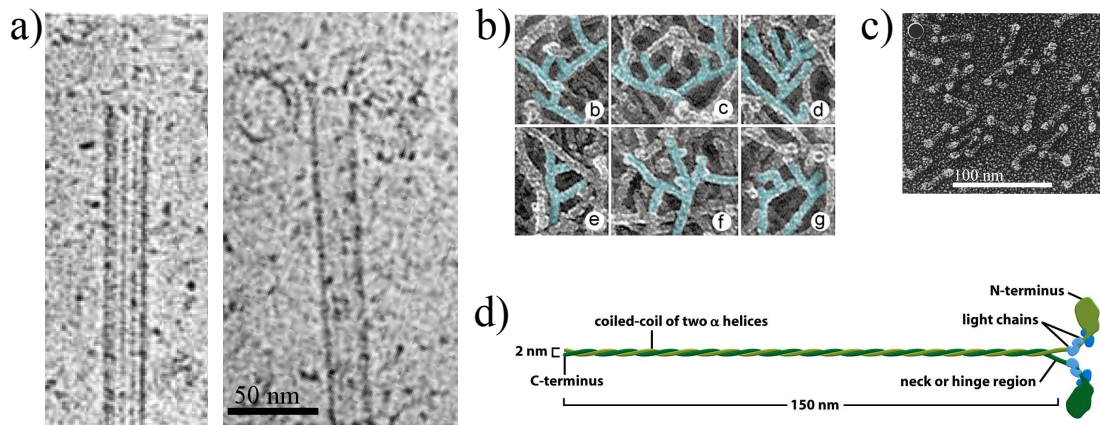 a)
50 nm
b)
b
c
d
e
f
g
c)
100 nm
d)
N-terminus
light chains
coiled-coil of two α helices
2 nm
C-terminus
neck or hinge region
150 nm